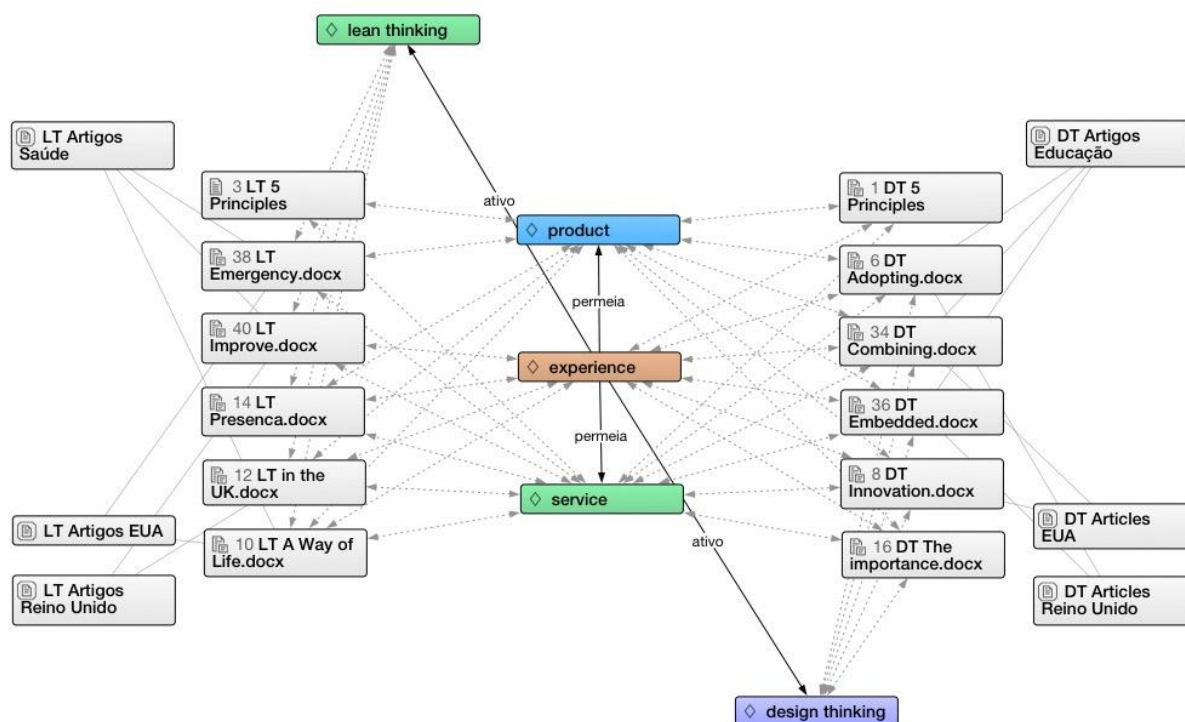 lean thinking
LT Artigos
Saúde
DT Artigos
Educação
3 LT 5
Principles
1 DT 5
Principles
ativo
product
38 LT
Emergency.docx
6 DT
Adopting.docx
permeia
40 LT
Improve.docx
34 DT
Combining.docx
experience
14 LT
Presenca.docx
36 DT
Embedded.docx
permeia
12 LT in the
UK.docx
8 DT
Innovation.docx
service
LT Artigos EUA
10 LT A Way of
Life.docx
ativo
16 DT The
importance.docx
DT Articles
EUA
LT Artigos
Reino Unido
DT Articles
Reino Unido
design thinking